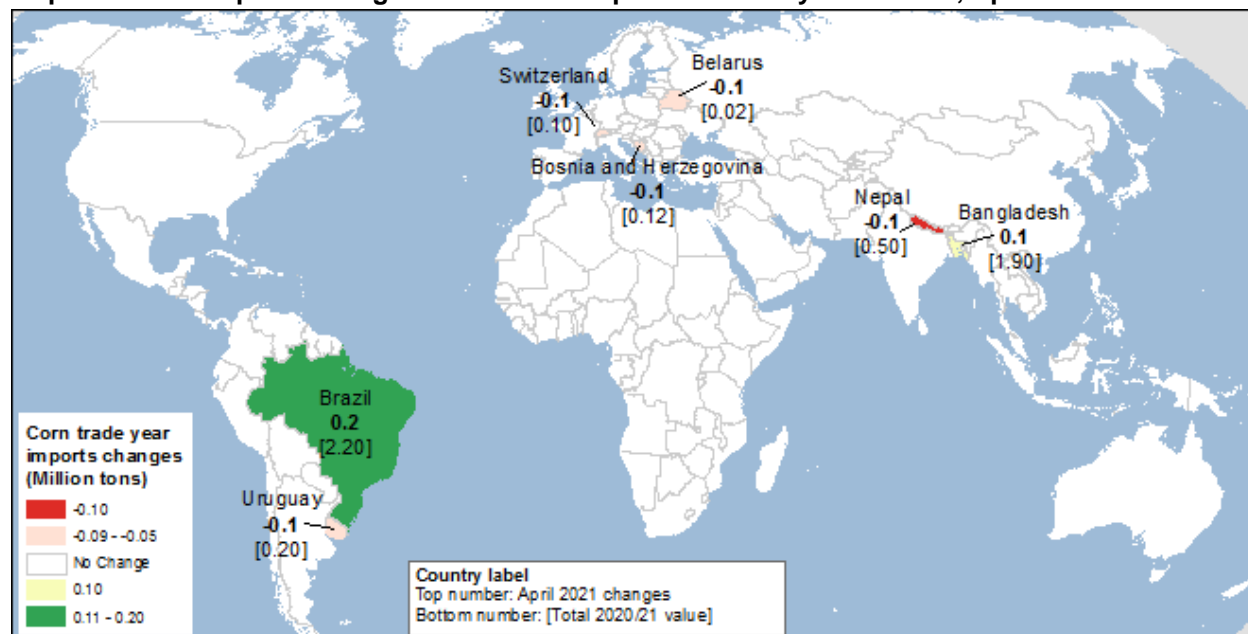 Switzerland
-0.1
[0.10]
Belarus
-0.1
[0.02]
Bosnia and Herzegovina
-0.1
[0.12]
Nepal
-0.1
[0.50]
Bangladesh
0.1
[1.90]
Brazil
0.2
[2.20]
Uruguay
-0.1
[0.20]
Corn trade year
imports changes
(Million tons)
-0.10
-0.09 - -0.05
No Change
0.10
0.11 - 0.20
Country label
Top number: April 2021 changes
Bottom number: [Total 2020/21 value]